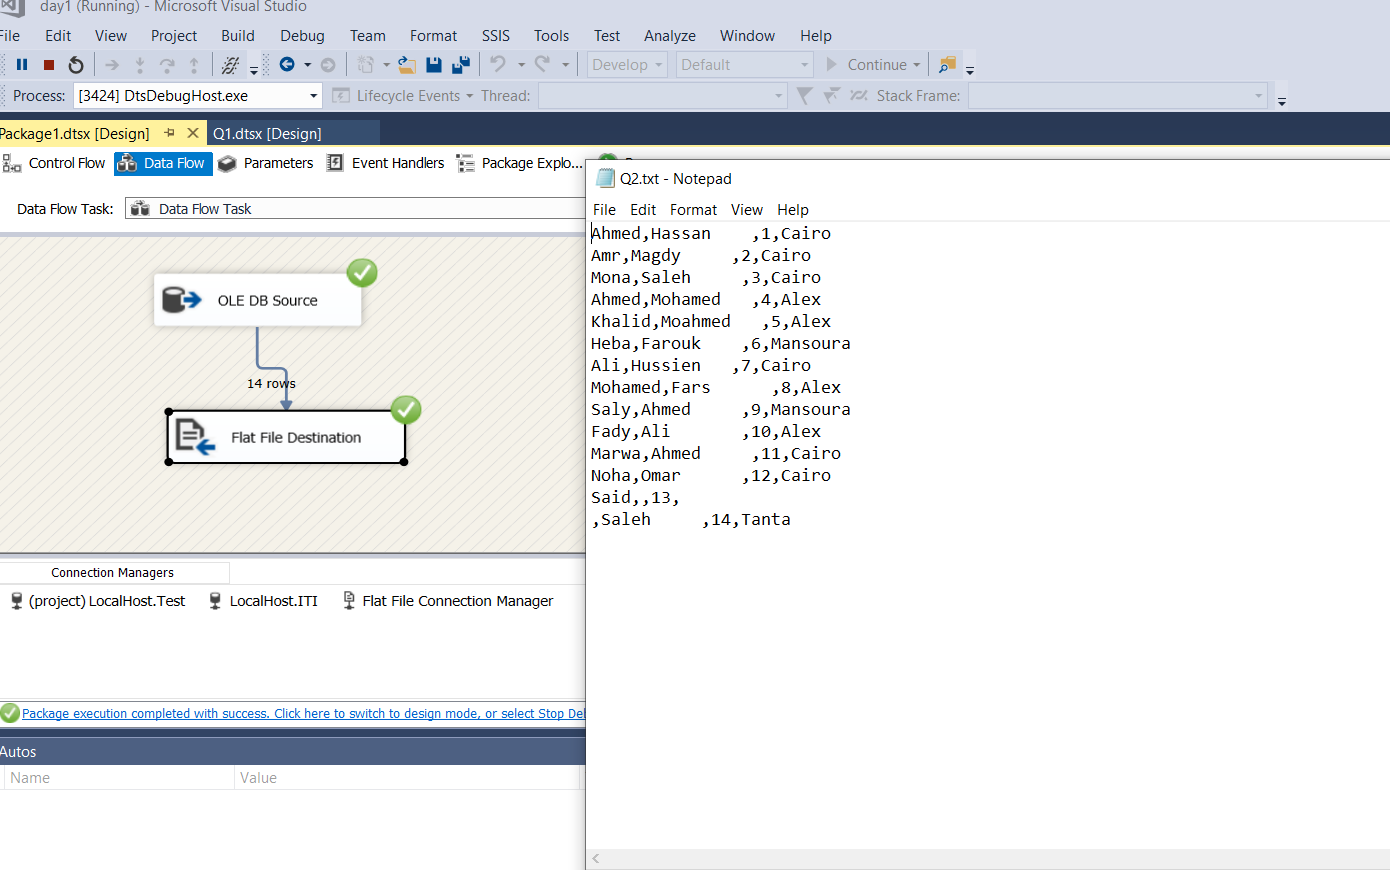 day1 (Running) - Microsoft Visual Studio
File Edit View Project Build Debug Team Format SSIS Tools Test Analyze Window Help
Develop Default Continue
Process: [3424] DtsDebugHost.exe Lifecycle Events Thread: Stack Frame:
Package1.dtsx [Design] Q1.dtsx [Design]
Control Flow Data Flow Parameters Event Handlers Package Explo...
Data Flow Task: Data Flow Task
OLE DB Source
14 rows
Flat File Destination
Connection Managers
(project) LocalHost.Test LocalHost.ITI Flat File Connection Manager
Package execution completed with success. Click here to switch to design mode, or select Stop Del
Autos
Name Value
Q2.txt - Notepad
File Edit Format View Help
Ahmed,Hassan    ,1,Cairo
Amr,Magdy     ,2,Cairo
Mona,Saleh     ,3,Cairo
Ahmed,Mohamed   ,4,Alex
Khalid,Moahmed   ,5,Alex
Heba,Farouk    ,6,Mansoura
Ali,Hussien   ,7,Cairo
Mohamed,Fars      ,8,Alex
Saly,Ahmed     ,9,Mansoura
Fady,Ali       ,10,Alex
Marwa,Ahmed     ,11,Cairo
Noha,Omar      ,12,Cairo
Said,,13,
,Saleh     ,14,Tanta